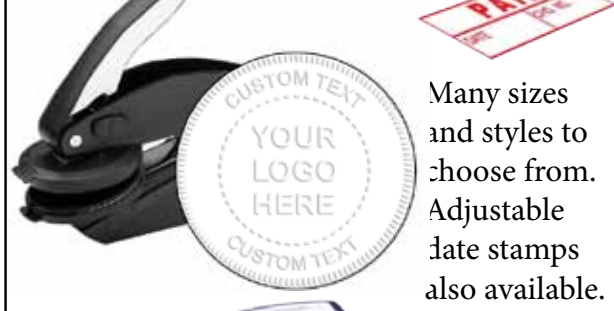 DATE
CUSTOM TEXT
YOUR
LOGO
HERE
CUSTOM TEXT
Many sizes
and styles to
choose from.
Adjustable
date stamps
also available.